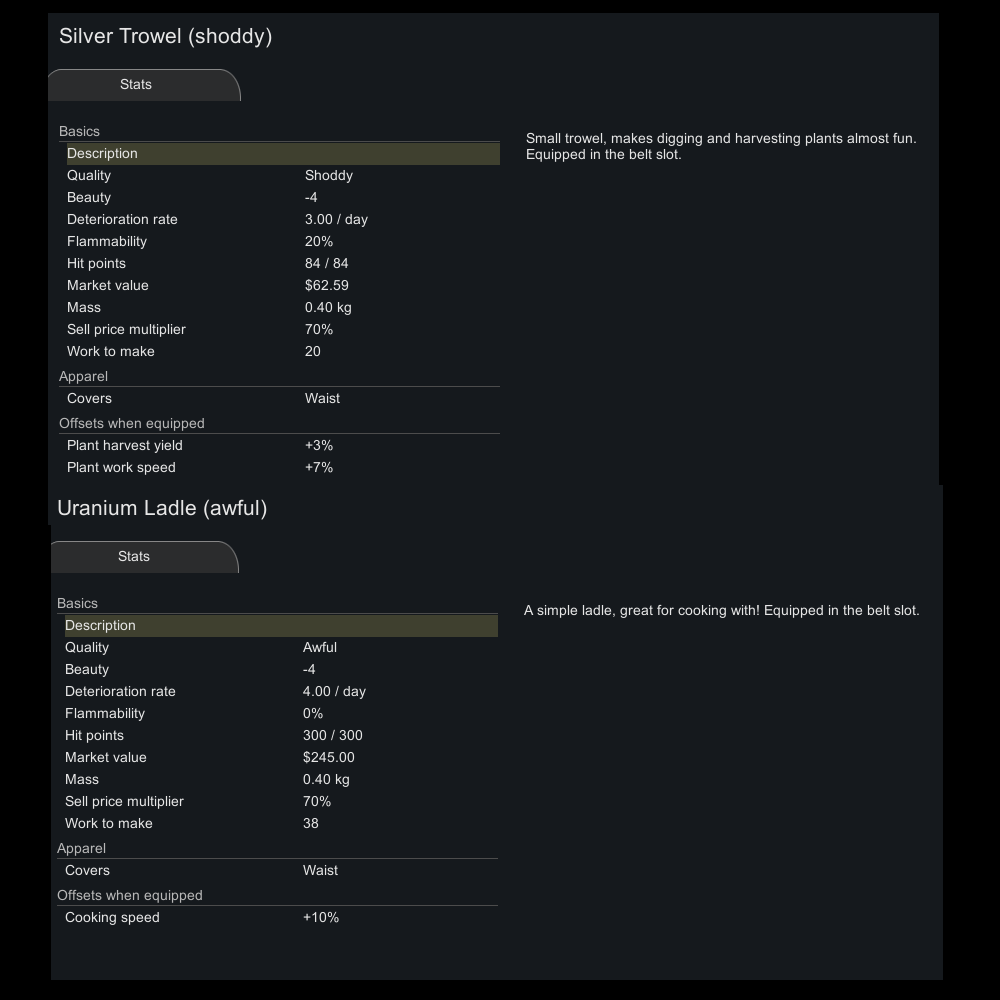 Silver Trowel (shoddy)
Stats
Basics
Description
Small trowel, makes digging and harvesting plants almost fun.
Equipped in the belt slot.
Quality Shoddy
Beauty -4
Deterioration rate 3.00 / day
Flammability 20%
Hit points 84 / 84
Market value $62.59
Mass 0.40 kg
Sell price multiplier 70%
Work to make 20
Apparel
Covers Waist
Offsets when equipped
Plant harvest yield +3%
Plant work speed +7%
Uranium Ladle (awful)
Stats
Basics
Description
A simple ladle, great for cooking with! Equipped in the belt slot.
Quality Awful
Beauty -4
Deterioration rate 4.00 / day
Flammability 0%
Hit points 300 / 300
Market value $245.00
Mass 0.40 kg
Sell price multiplier 70%
Work to make 38
Apparel
Covers Waist
Offsets when equipped
Cooking speed +10%